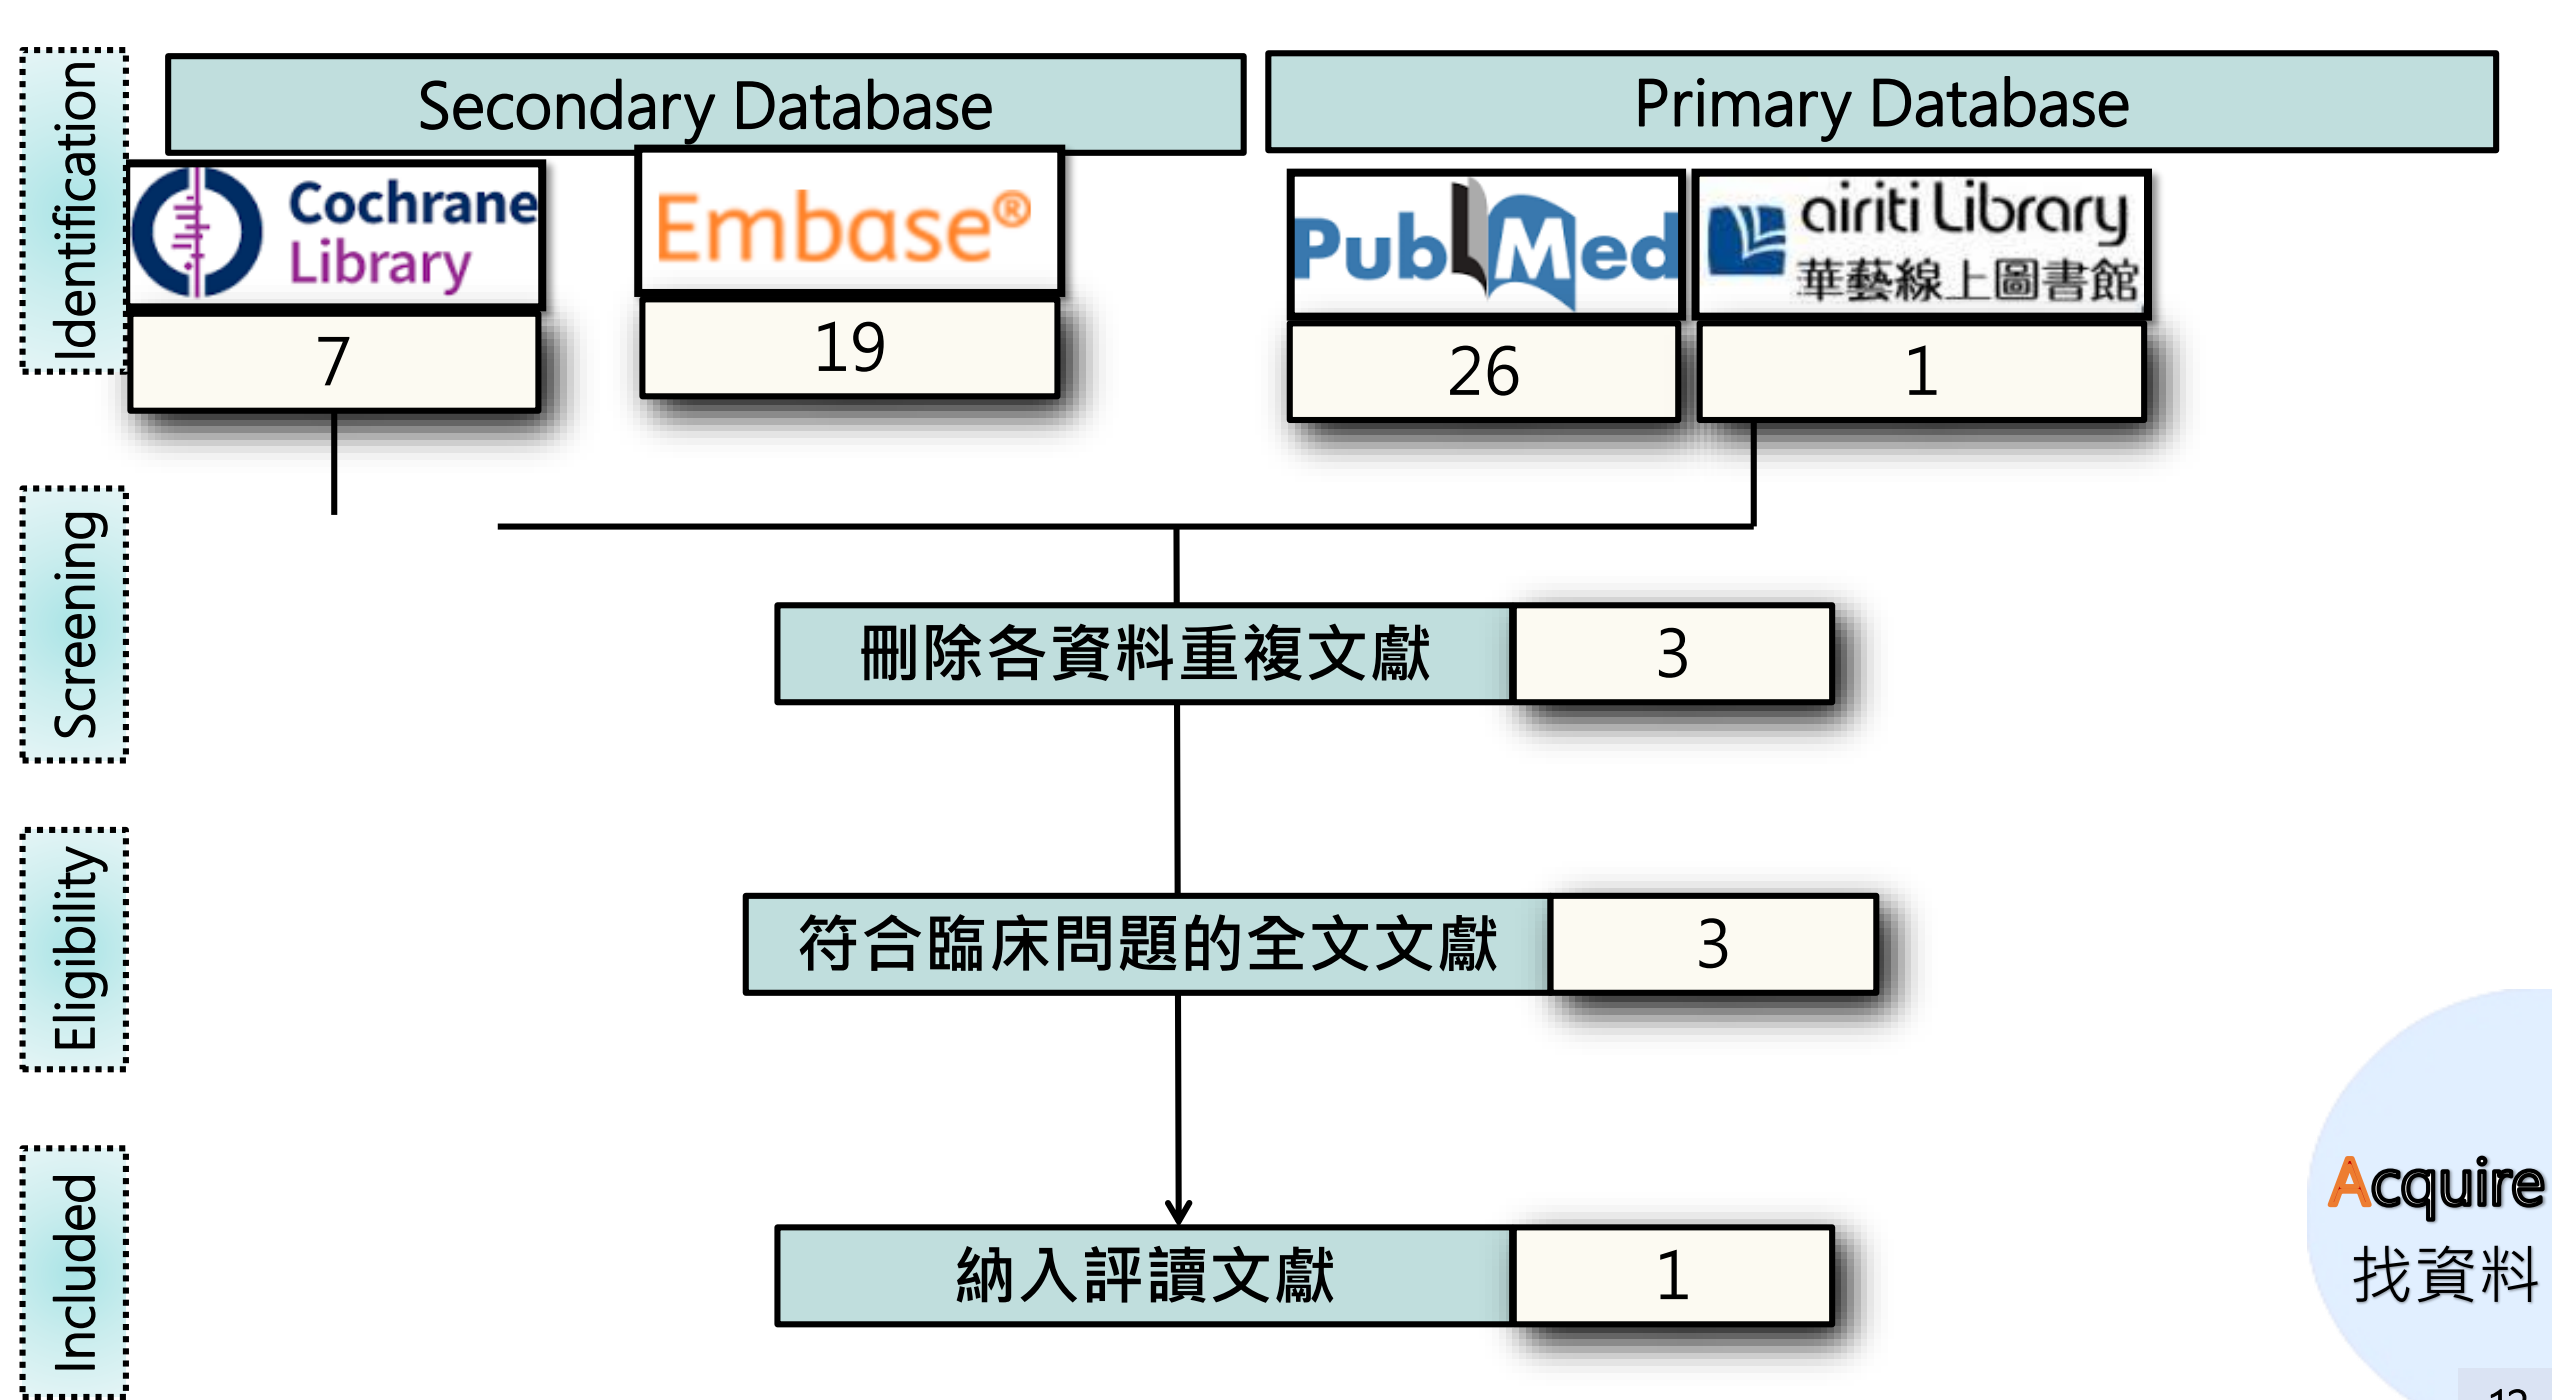 Identification
Secondary Database
Primary Database
Cochrane
Library
Embase®
PubMed
airiti Library
華藝線上圖書館
7
19
26
1
Screening
刪除各資料重複文獻
3
Eligibility
符合臨床問題的全文文獻
3
Included
納入評讀文獻
1
Acquire
找資料